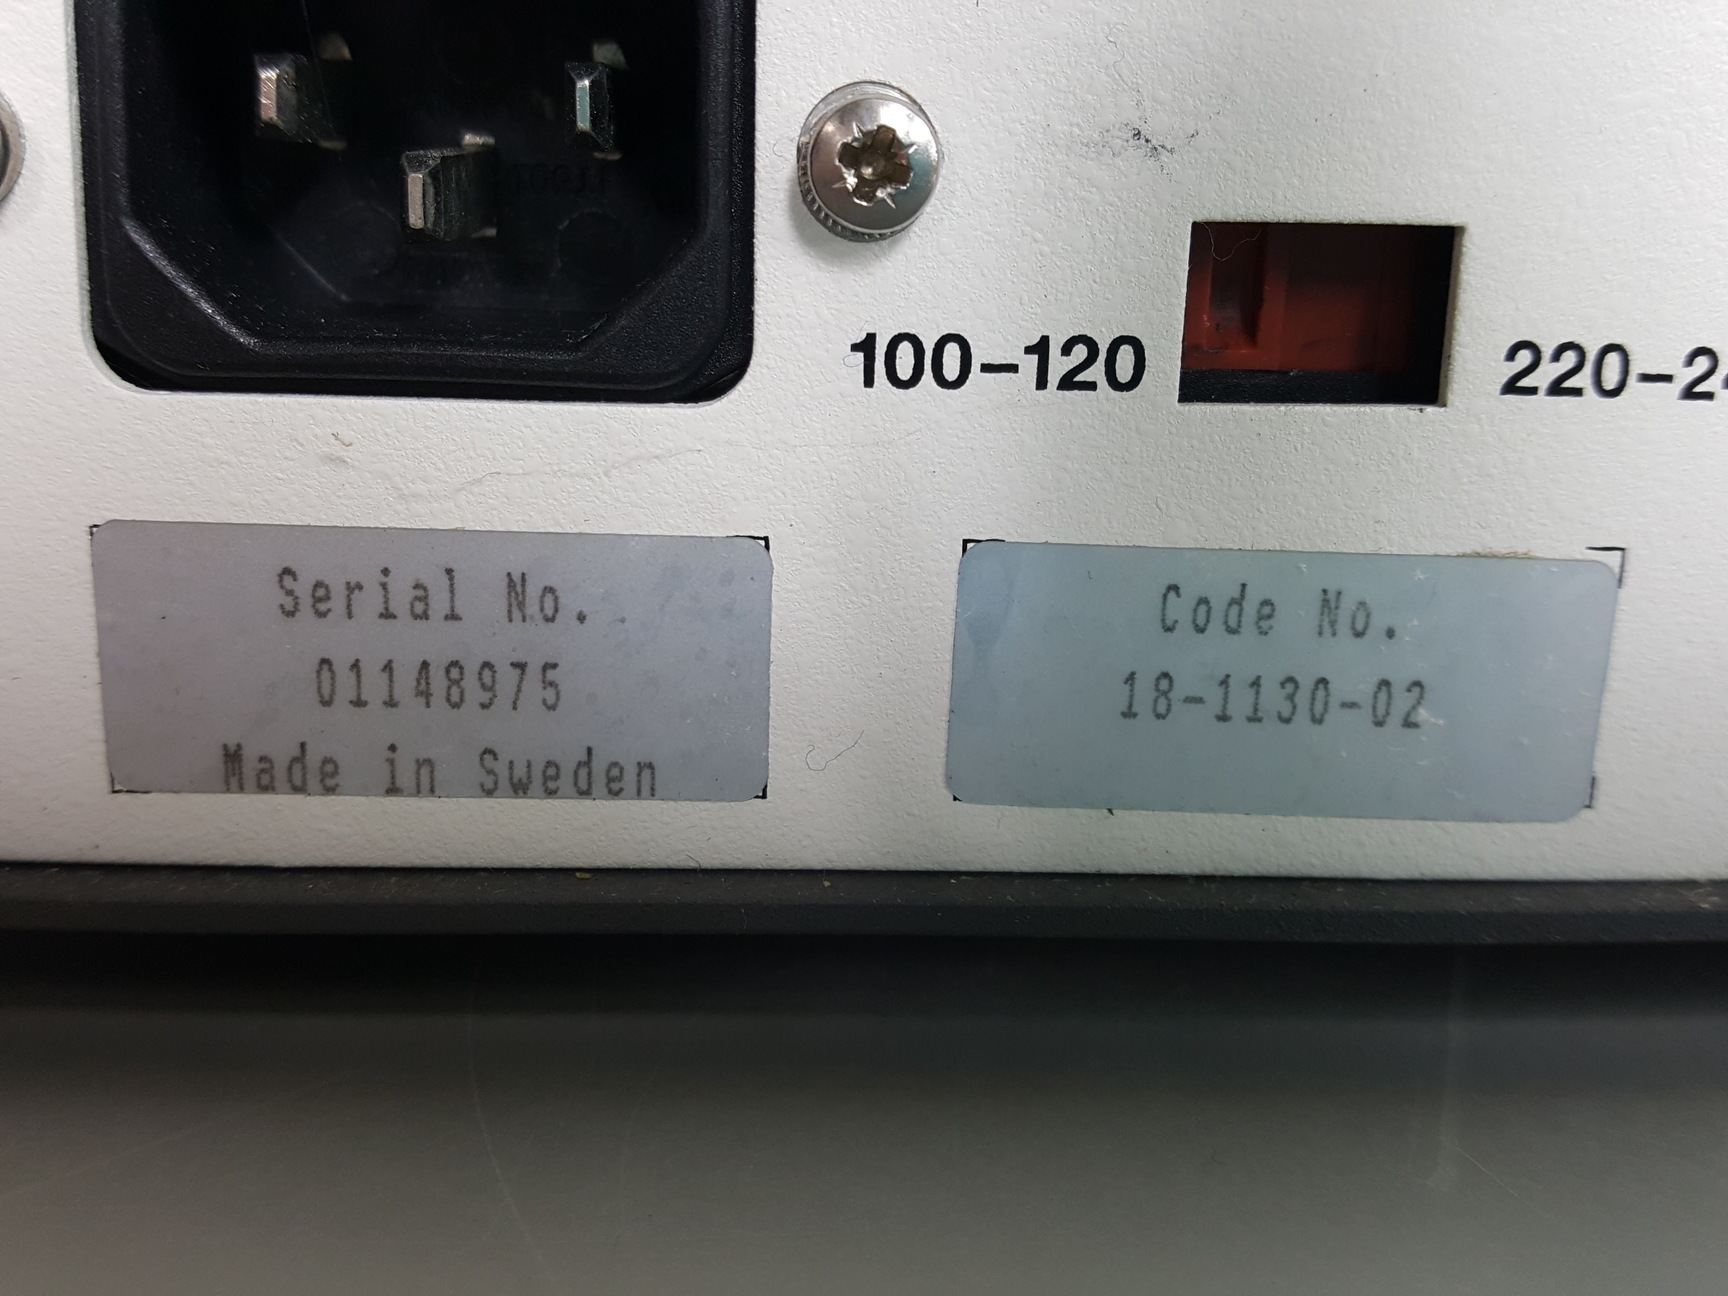 100-120
220-2
Serial No.
01148975
Made in Sweden
Code No.
18-1130-02